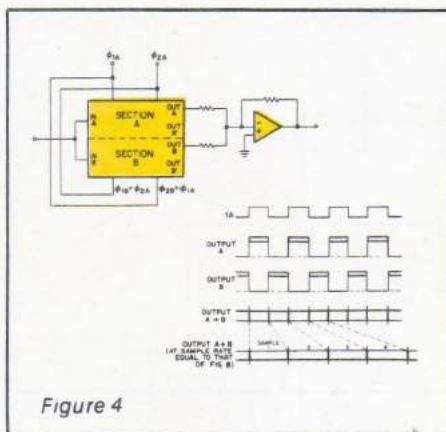 ϕ1A ϕ2A
SECTION A
SECTION B
IN A
IN B
OUT A
OUT A'
OUT B
OUT B'
ϕ1B=ϕ2A ϕ2B=ϕ1A
1A
OUTPUT A
OUTPUT B
OUTPUT A + B
OUTPUT A + B
(AT SAMPLE RATE
EQUAL TO THAT
OF FIG 8)
SAMPLE
Figure 4